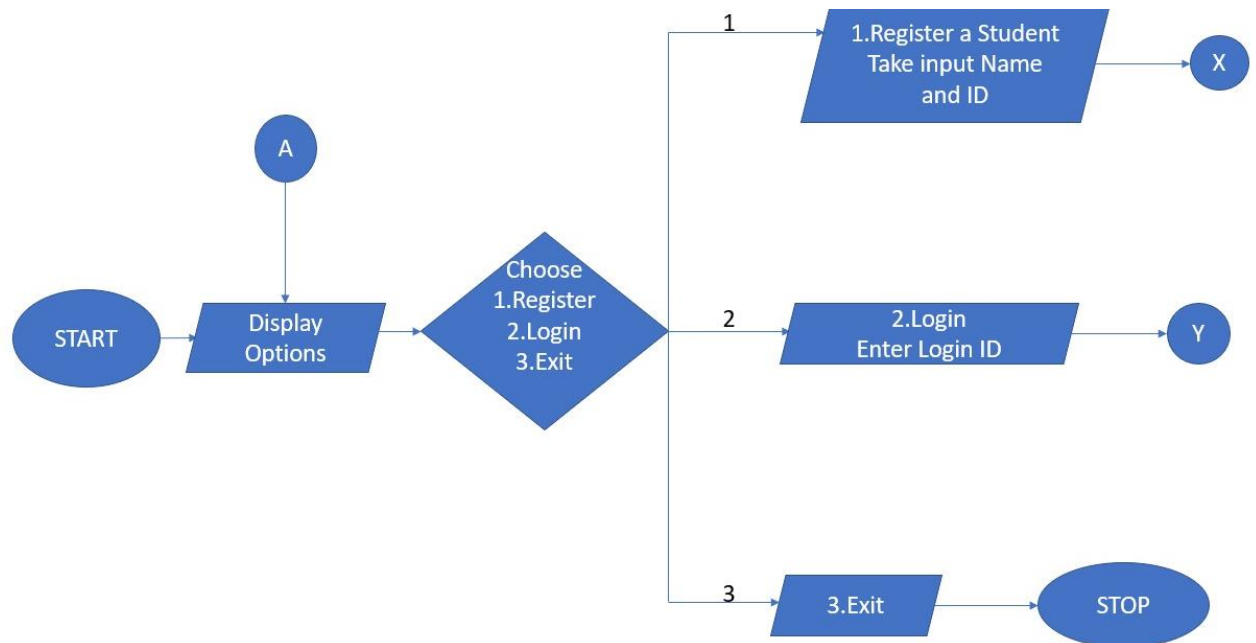 1
1.Register a Student
Take input Name
and ID
X
A
START
Display
Options
Choose
1.Register
2.Login
3.Exit
2
2.Login
Enter Login ID
Y
3
3.Exit
STOP